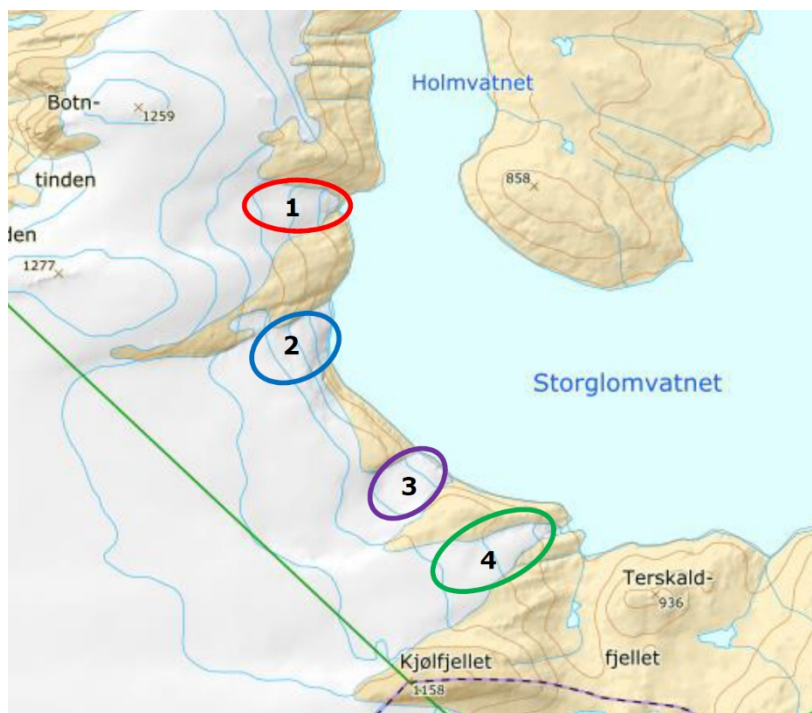 Holmvatnet
Botn-
1259
tinden
858
1
den
1277
2
Storglomvatnet
3
4
Terskald-
936
Kjølfjellet
fjellet
1158